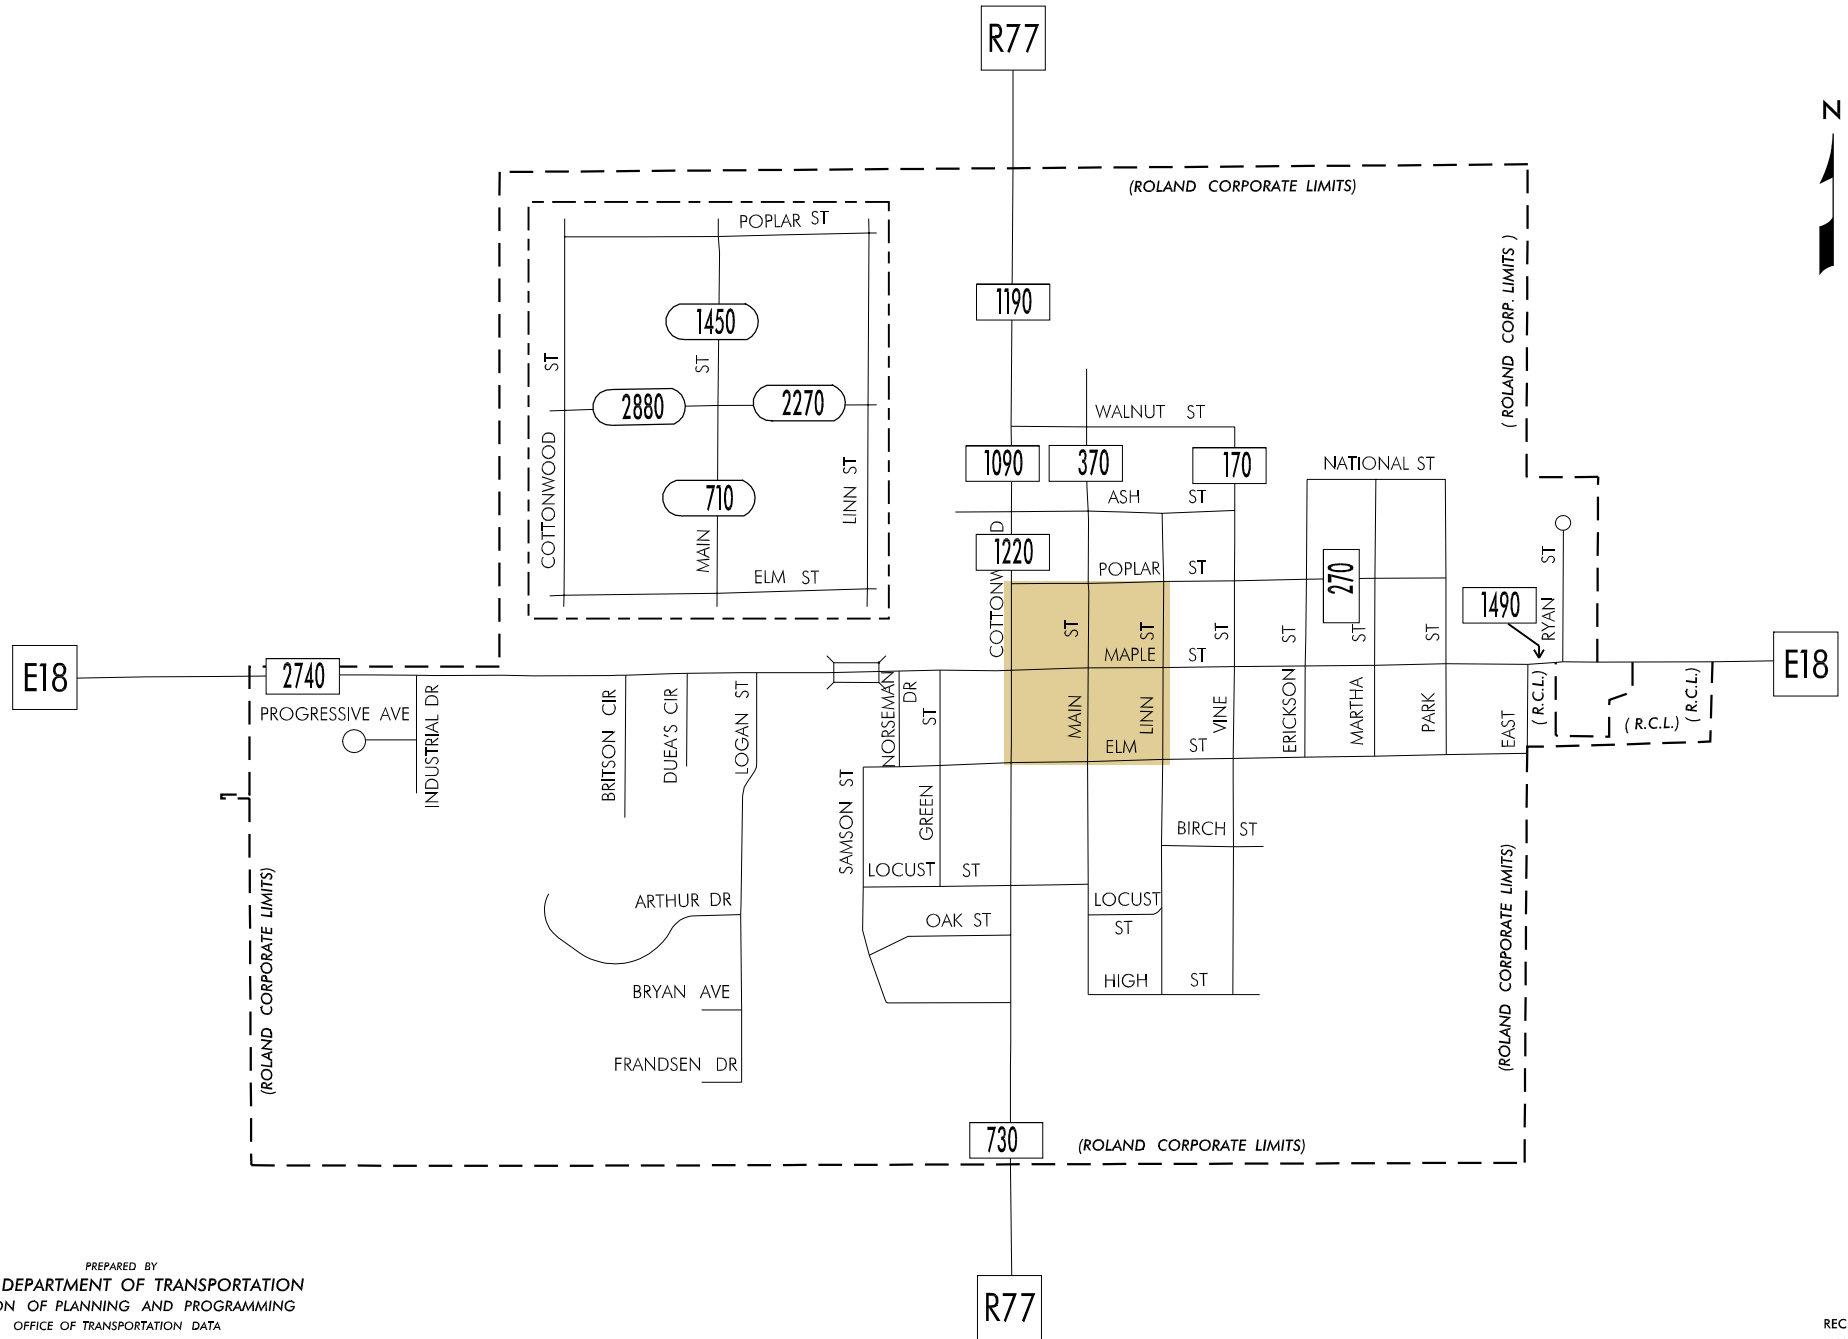 R77
N
(ROLAND CORPORATE LIMITS)
POPLAR ST
(ROLAND CORP. LIMITS)
1190
1450
ST
ST
2880
2270
WALNUT ST
COTTONWOOD
LINN ST
1090
370
170
NATIONAL ST
710
ASH ST
MAIN
1220
ELM ST
POPLAR ST
270
1490
RYAN ST
ST
ST
ST
ST
ST
ST
MAPLE ST
E18
2740
E18
PROGRESSIVE AVE
INDUSTRIAL DR
BRITSON CIR
DUEA'S CIR
LOGAN ST
NORSEMAN DR
ST
MAIN
LINN
VINE
ERICKSON
MARTHA
PARK
EAST
(R.C.L.)
(R.C.L.)
(R.C.L.)
ELM ST
SAMSON ST
GREEN
BIRCH ST
LOCUST ST
ARTHUR DR
LOCUST
ST
OAK ST
(ROLAND CORPORATE LIMITS)
(ROLAND CORPORATE LIMITS)
HIGH ST
BRYAN AVE
FRANDSEN DR
730
(ROLAND CORPORATE LIMITS)
PREPARED BY
DEPARTMENT OF TRANSPORTATION
OF PLANNING AND PROGRAMMING
OFFICE OF TRANSPORTATION DATA
R77
REC